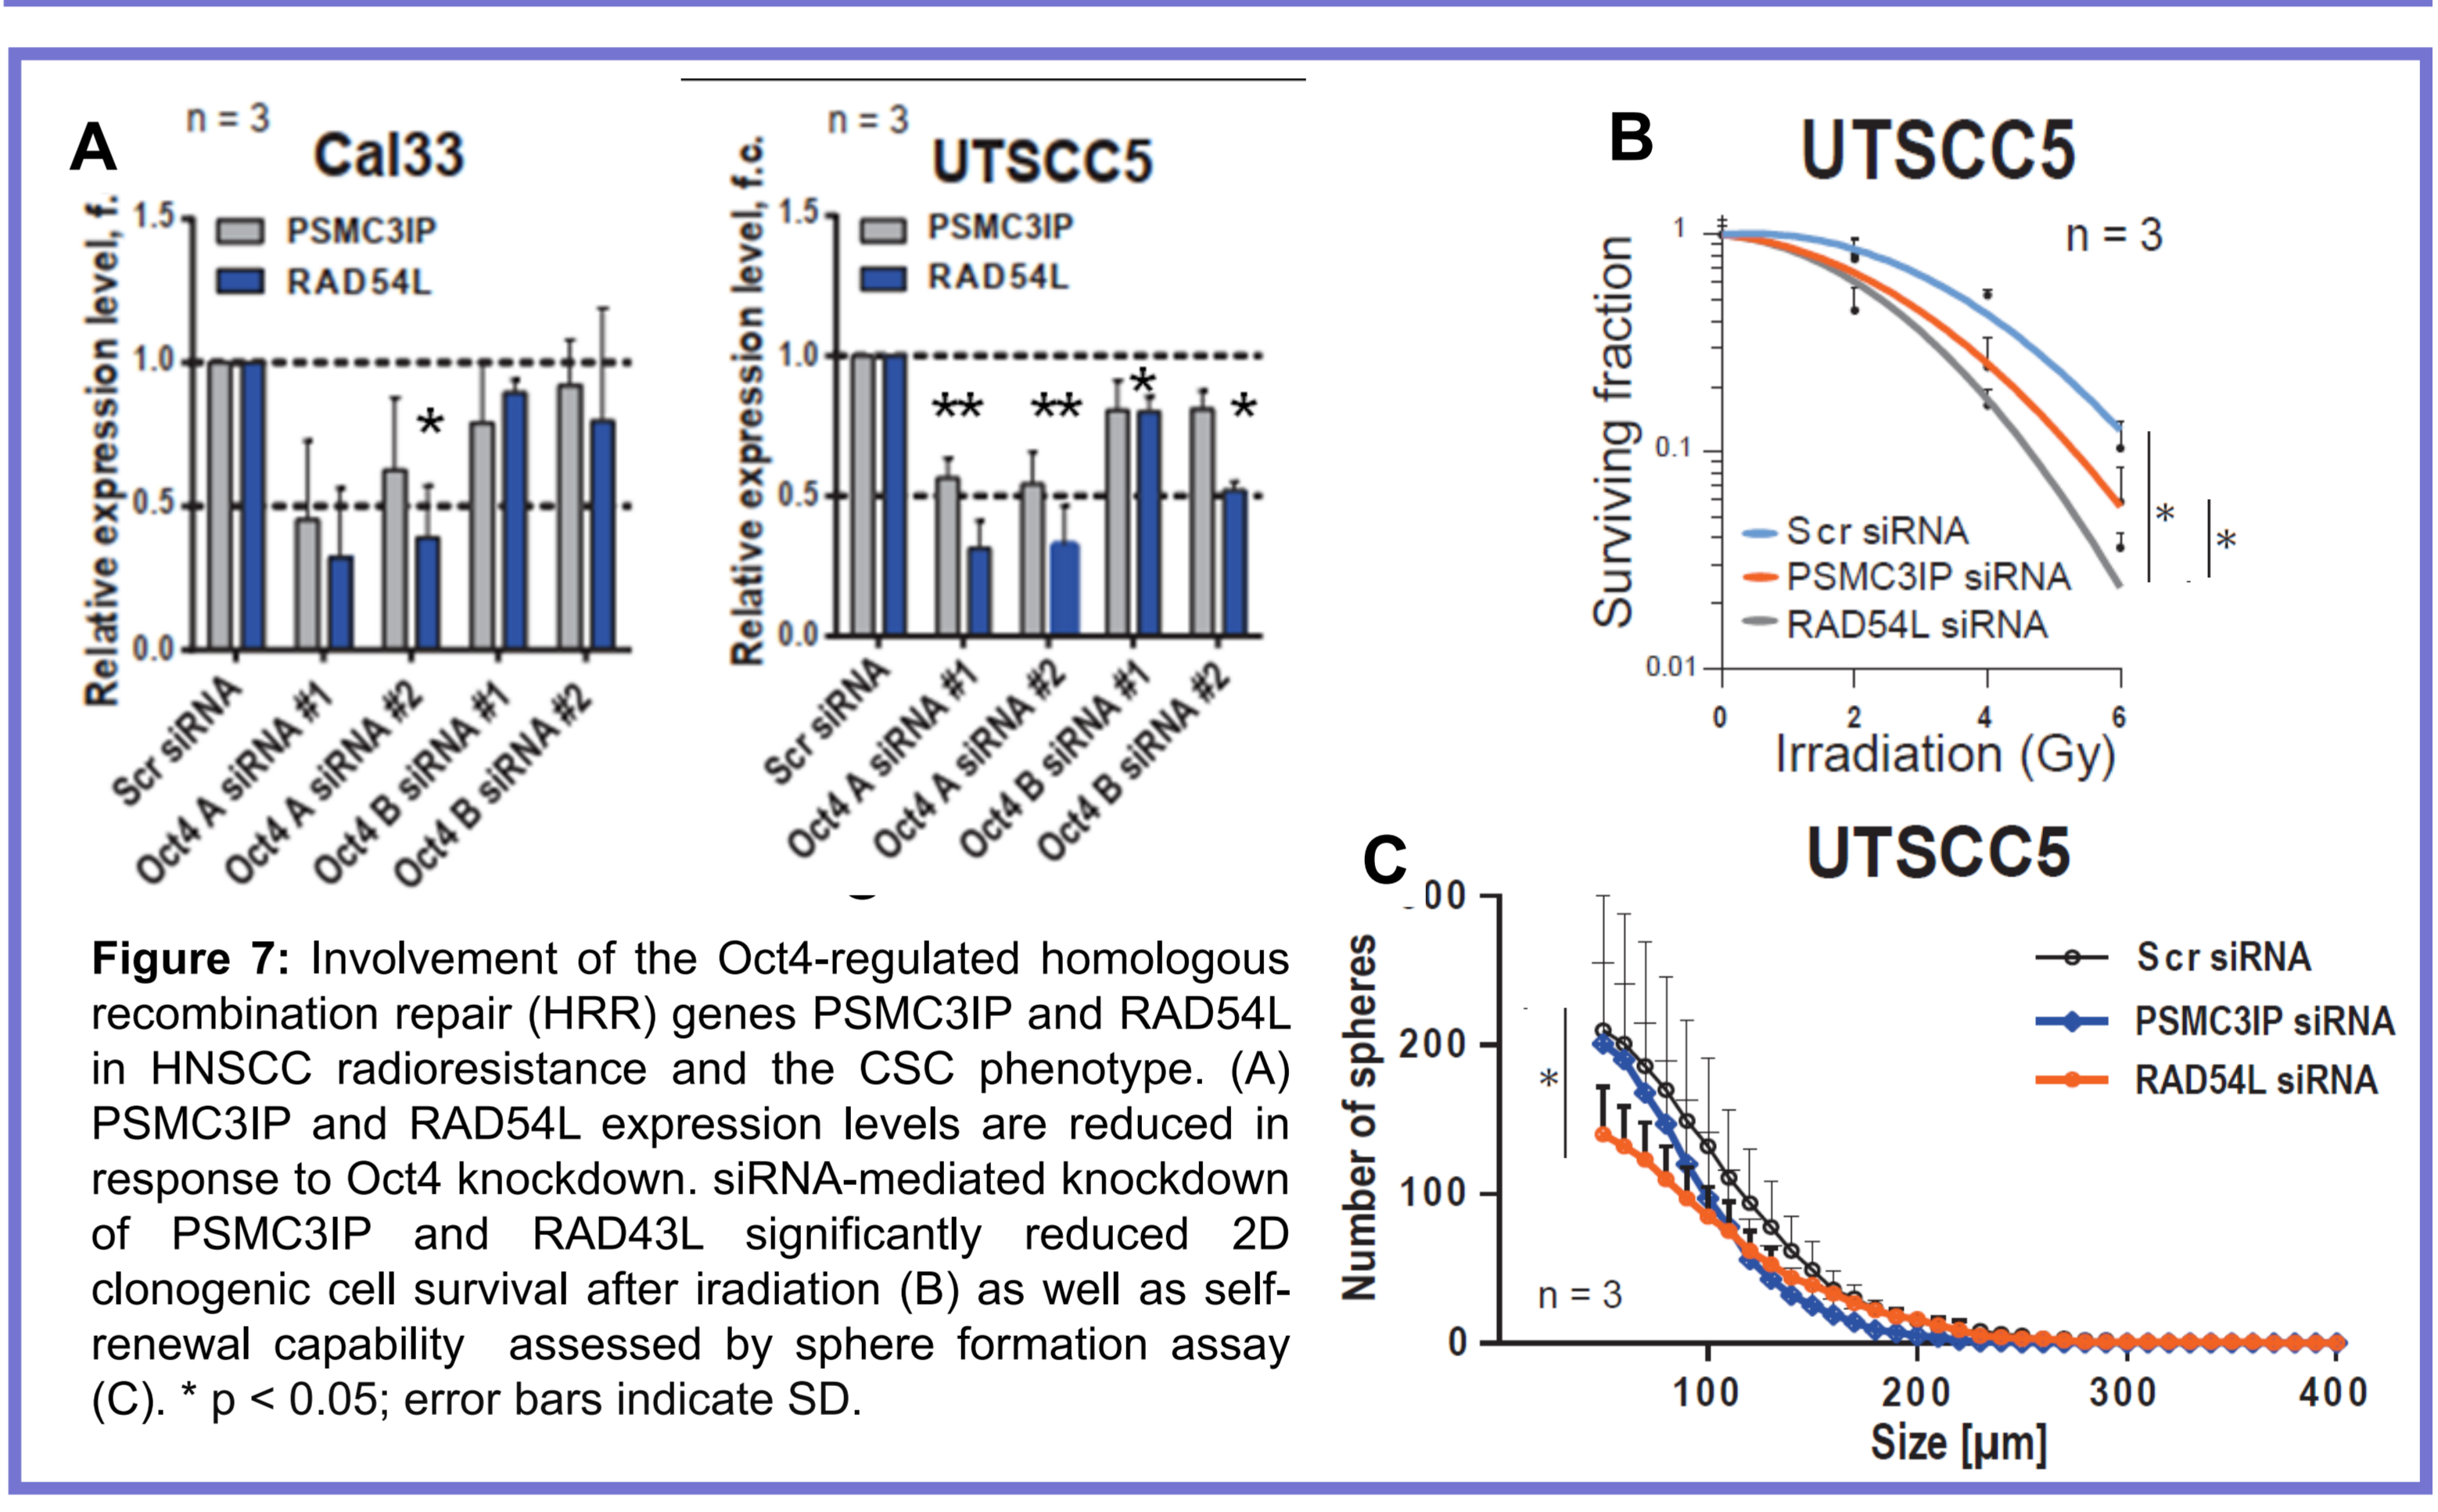 A
n = 3
Cal33
Relative expression level, f.
1.5
1.0
0.5
0.0
PSMC3IP
RAD54L
*
Scr siRNA
Oct4 A siRNA #1
Oct4 A siRNA #2
Oct4 B siRNA #1
Oct4 B siRNA #2
n = 3
UTSCC5
Relative expression level, f.c.
1.5
1.0
0.5
0.0
PSMC3IP
RAD54L
**
**
*
*
Scr siRNA
Oct4 A siRNA #1
Oct4 A siRNA #2
Oct4 B siRNA #1
Oct4 B siRNA #2
B
UTSCC5
n = 3
Surviving fraction
1
0.1
0.01
Scr siRNA
PSMC3IP siRNA
RAD54L siRNA
*
*
0
2
4
6
Irradiation (Gy)
C
UTSCC5
Number of spheres
00
200
100
0
*
n = 3
Scr siRNA
PSMC3IP siRNA
RAD54L siRNA
100
200
300
400
Size [µm]
Figure 7: Involvement of the Oct4-regulated homologous
recombination repair (HRR) genes PSMC3IP and RAD54L
in HNSCC radioresistance and the CSC phenotype. (A)
PSMC3IP and RAD54L expression levels are reduced in
response to Oct4 knockdown. siRNA-mediated knockdown
of PSMC3IP and RAD43L significantly reduced 2D
clonogenic cell survival after iradiation (B) as well as self-
renewal capability assessed by sphere formation assay
(C). * p < 0.05; error bars indicate SD.